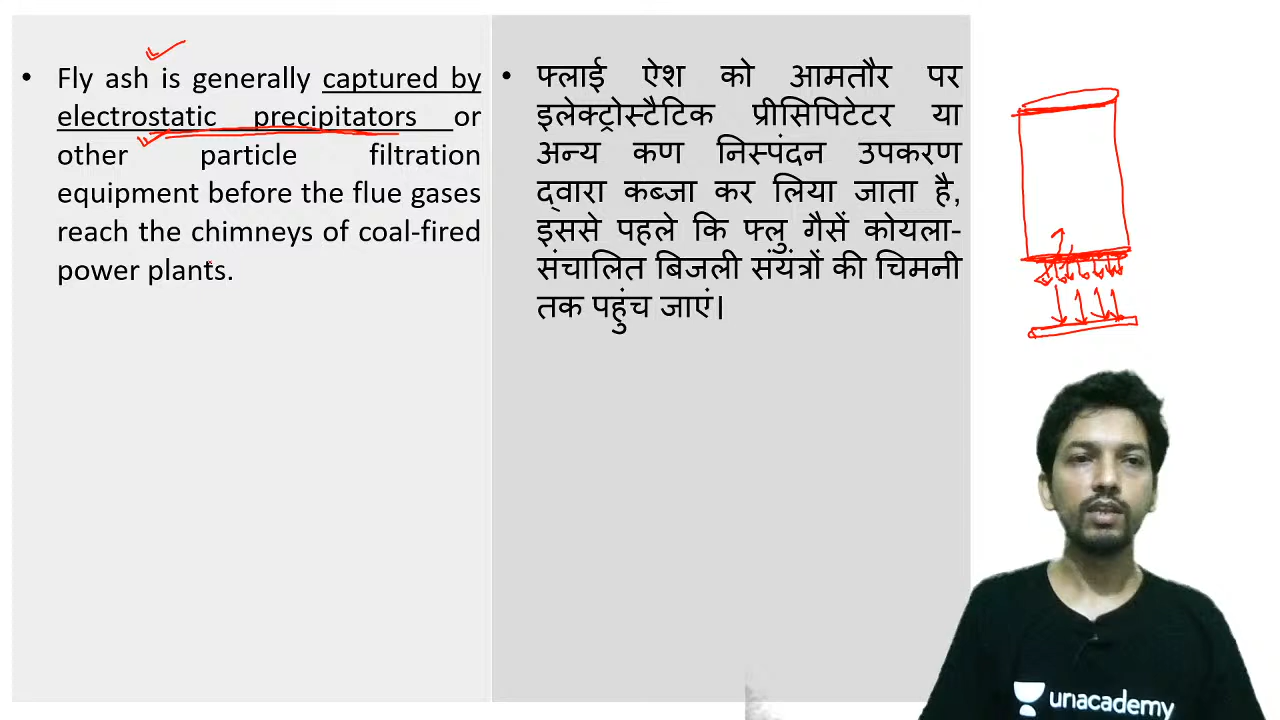 • Fly ash is generally captured by
electrostatic precipitators or
other particle filtration
equipment before the flue gases
reach the chimneys of coal-fired
power plants.
• फ्लाई ऐश को आमतौर पर
इलेक्ट्रोस्टैटिक प्रीसिपिटेटर या
अन्य कण निस्पंदन उपकरण
द्वारा कब्जा कर लिया जाता है,
इससे पहले कि फ्लु गैसें कोयला-
संचालित बिजली संयंत्रों की चिमनी
तक पहुंच जाएं।
unacademy